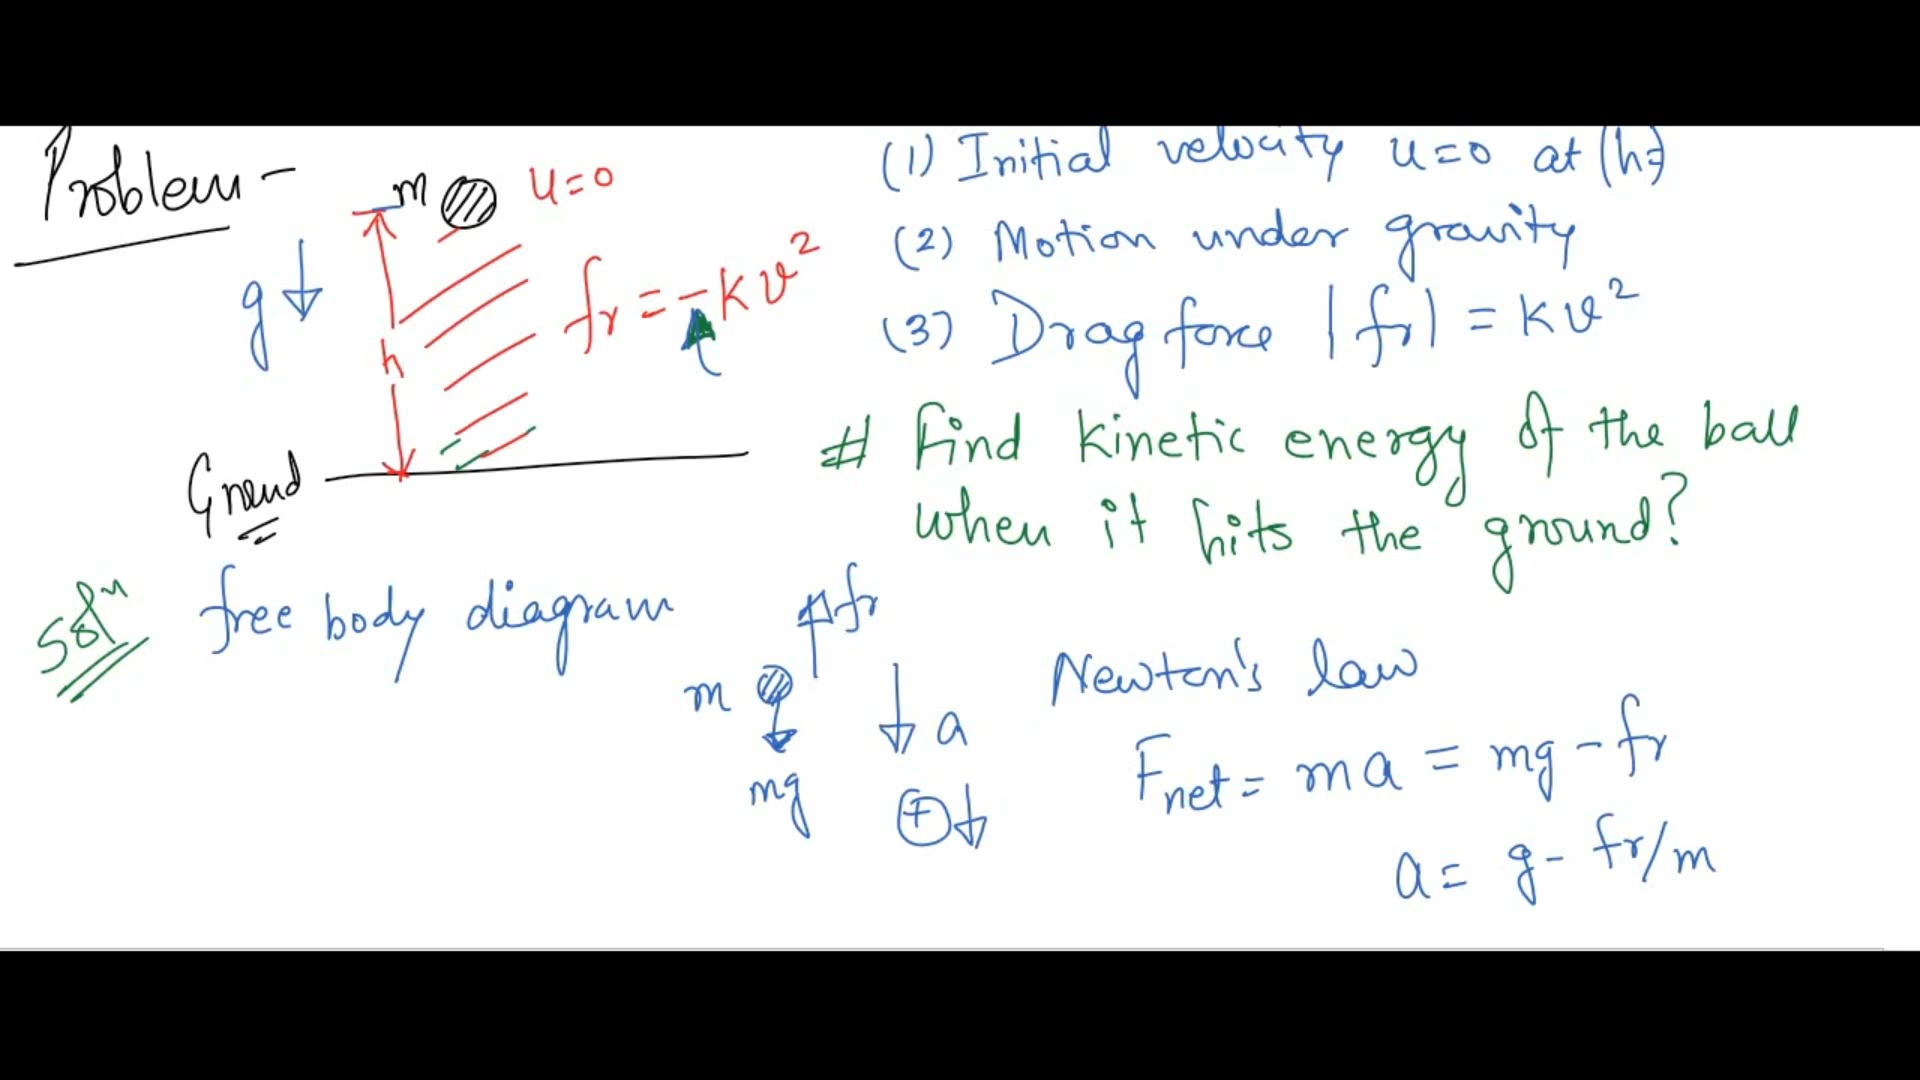 Problem -
m u=0
g
h
fr = -kv²
Ground
(1) Initial velocity u=0 at (h=)
(2) Motion under gravity
(3) Drag force |fr| = kv²
# Find kinetic energy of the ball
when it hits the ground?
Solⁿ free body diagram
fr
m
a
mg
+
Newton's law
Fnet = ma = mg - fr
a = g - fr/m